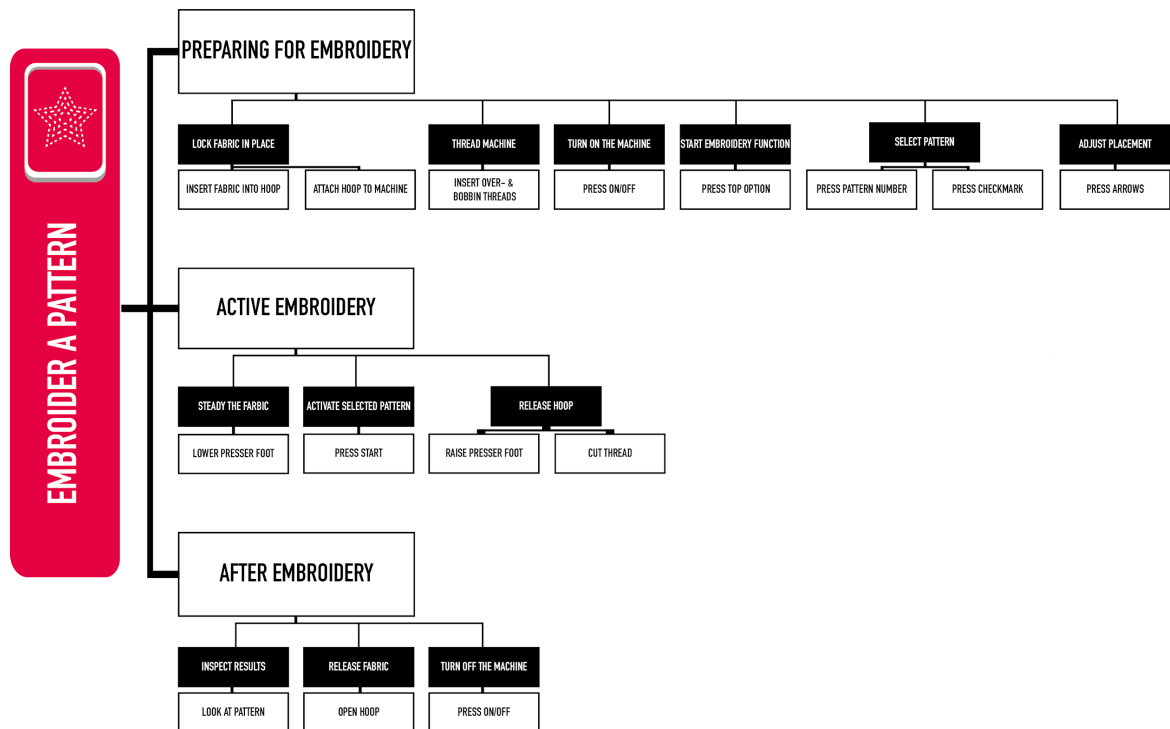 EMBROIDER A PATTERN
PREPARING FOR EMBROIDERY
LOCK FABRIC IN PLACE
INSERT FABRIC INTO HOOP
ATTACH HOOP TO MACHINE
THREAD MACHINE
INSERT OVER- &
BOBBIN THREADS
TURN ON THE MACHINE
PRESS ON/OFF
START EMBROIDERY FUNCTION
PRESS TOP OPTION
SELECT PATTERN
PRESS PATTERN NUMBER
PRESS CHECKMARK
ADJUST PLACEMENT
PRESS ARROWS
ACTIVE EMBROIDERY
STEADY THE FARBIC
LOWER PRESSER FOOT
ACTIVATE SELECTED PATTERN
PRESS START
RELEASE HOOP
RAISE PRESSER FOOT
CUT THREAD
AFTER EMBROIDERY
INSPECT RESULTS
LOOK AT PATTERN
RELEASE FABRIC
OPEN HOOP
TURN OFF THE MACHINE
PRESS ON/OFF